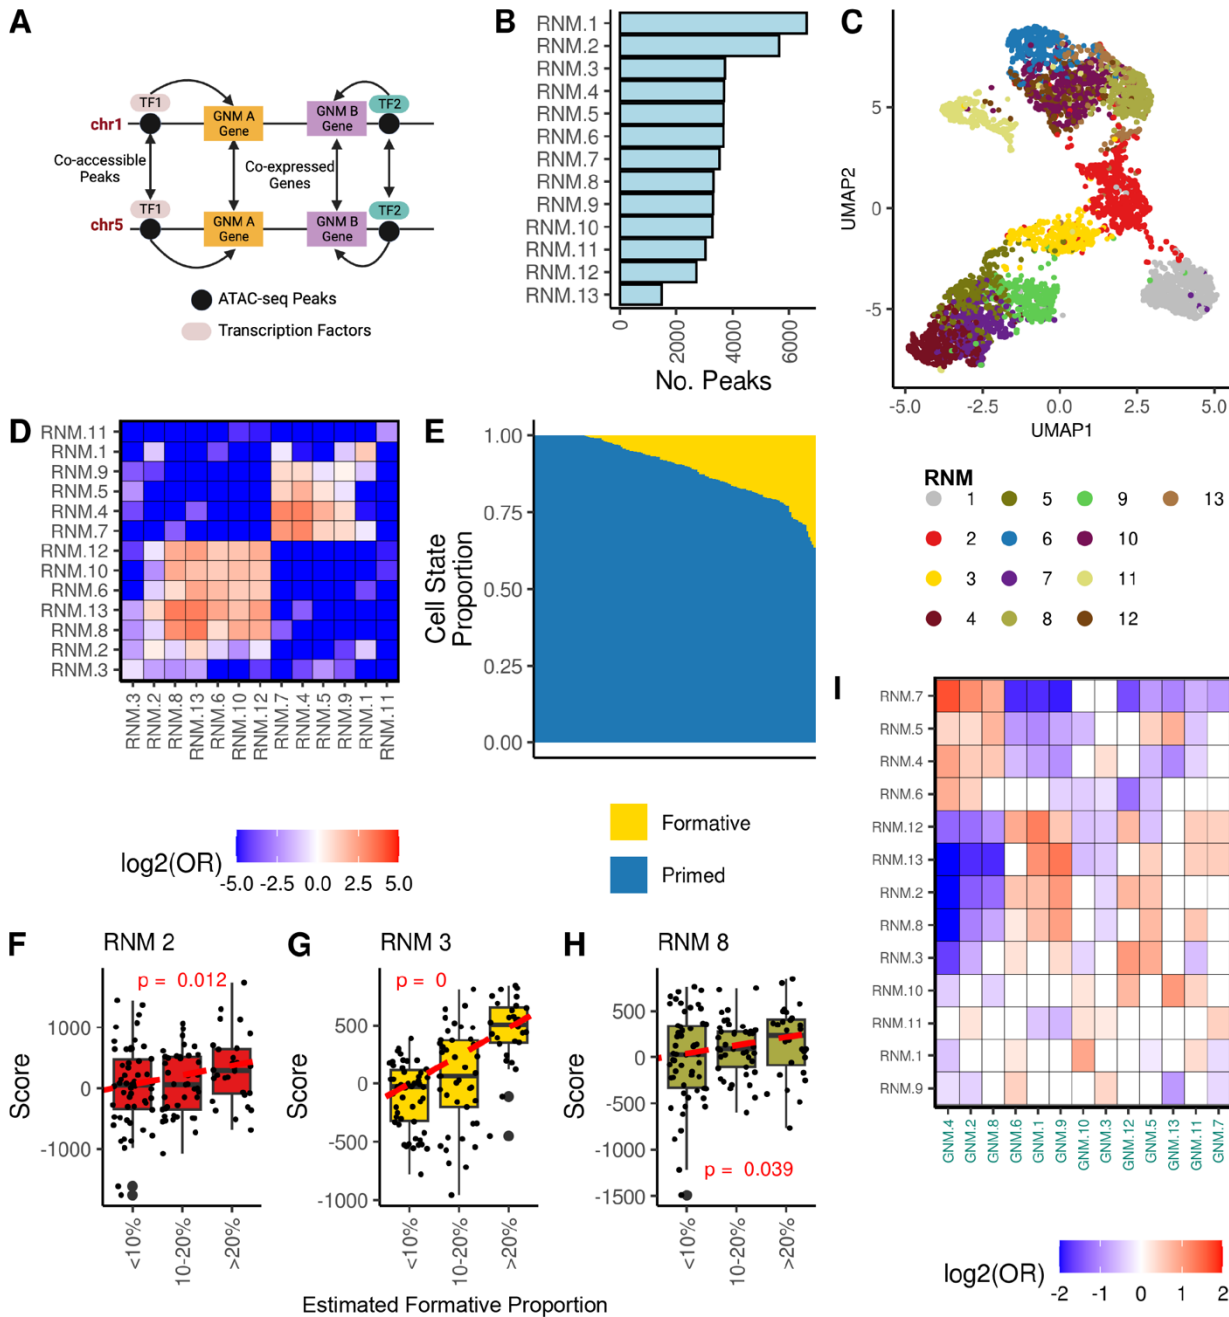 A
TF1
GNM A
Gene
GNM B
Gene
TF2
chr1
Co-accessible
Peaks
Co-expressed
Genes
TF1
GNM A
Gene
GNM B
Gene
TF2
chr5
ATAC-seq Peaks
Transcription Factors
B
RNM.1
RNM.2
RNM.3
RNM.4
RNM.5
RNM.6
RNM.7
RNM.8
RNM.9
RNM.10
RNM.11
RNM.12
RNM.13
0
2000
4000
6000
No. Peaks
C
UMAP2
5
0
-5
-5.0 -2.5 0.0 2.5 5.0
UMAP1
RNM
1 5 9 13
2 6 10
3 7 11
4 8 12
D
RNM.11
RNM.1
RNM.9
RNM.5
RNM.4
RNM.7
RNM.12
RNM.10
RNM.6
RNM.13
RNM.8
RNM.2
RNM.3
RNM.3
RNM.2
RNM.8
RNM.13
RNM.6
RNM.10
RNM.12
RNM.7
RNM.4
RNM.5
RNM.9
RNM.1
RNM.11
log2(OR)
-5.0 -2.5 0.0 2.5 5.0
E
Cell State
Proportion
1.00
0.75
0.50
0.25
0.00
Formative
Primed
F
RNM 2
p = 0.012
Score
1000
0
-1000
<10%
10-20%
>20%
G
RNM 3
p = 0
Score
500
0
-500
-1000
<10%
10-20%
>20%
H
RNM 8
p = 0.039
Score
500
0
-500
-1000
-1500
<10%
10-20%
>20%
Estimated Formative Proportion
I
RNM.7
RNM.5
RNM.4
RNM.6
RNM.12
RNM.13
RNM.2
RNM.8
RNM.3
RNM.10
RNM.11
RNM.1
RNM.9
GNM.4
GNM.2
GNM.8
GNM.6
GNM.1
GNM.9
GNM.10
GNM.3
GNM.12
GNM.5
GNM.13
GNM.11
GNM.7
log2(OR)
-2 -1 0 1 2